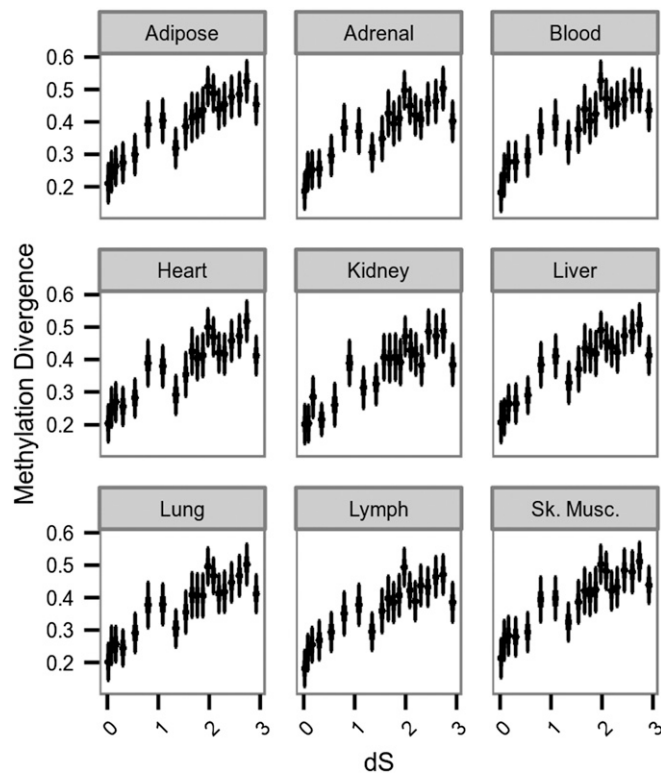 Adipose Adrenal Blood
0.6
0.5
0.4
0.3
0.2
Heart Kidney Liver
0.6
0.5
0.4
0.3
0.2
Methylation Divergence
Lung Lymph Sk. Musc.
0.6
0.5
0.4
0.3
0.2
0 1 2 3 0 1 2 3 0 1 2 3
dS